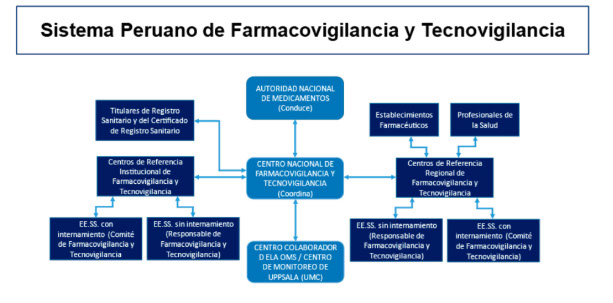 Sistema Peruano de Farmacovigilancia y Tecnovigilancia
AUTORIDAD NACIONAL
DE MEDICAMENTOS
(Conduce)
Titulares de Registro
Sanitario y del Certificado
de Registro Sanitario
Establecimientos
Farmacéuticos
Profesionales de
la Salud
Centros de Referencia
Institucional de
Farmacovigilancia y
Tecnovigilancia
CENTRO NACIONAL DE
FARMACOVIGILANCIA Y
TECNOVIGILANCIA
(Coordina)
Centros de Referencia
Regional de
Farmacovigilancia y
Tecnovigilancia
EE.SS. con
internamiento (Comité
de Farmacovigilancia y
Tecnovigilancia
EE.SS. sin internamiento
(Responsable de
Farmacovigilancia y
Tecnovigilancia)
CENTRO COLABORADOR
D ELA OMS / CENTRO
DE MONITOREO DE
UPPSALA (UMC)
EE.SS. sin internamiento
(Responsable de
Farmacovigilancia y
Tecnovigilancia)
EE.SS. con
internamiento (Comité de
Farmacovigilancia y
Tecnovigilancia)